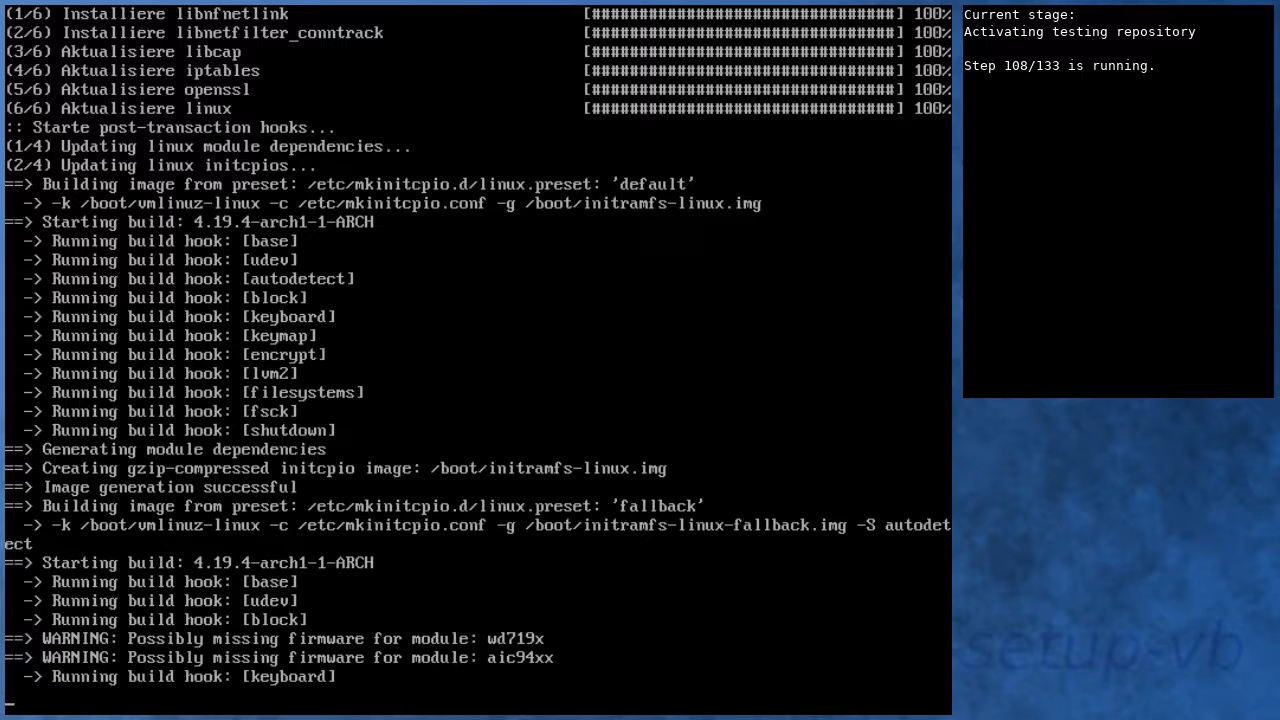 (1/6) Installiere libnfnetlink [################################] 100%
(2/6) Installiere libnetfilter_conntrack [################################] 100%
(3/6) Aktualisiere libcap [################################] 100%
(4/6) Aktualisiere iptables [################################] 100%
(5/6) Aktualisiere openssl [################################] 100%
(6/6) Aktualisiere linux [################################] 100%
:: Starte post-transaction hooks...
(1/4) Updating linux module dependencies...
(2/4) Updating linux initcpios...
==> Building image from preset: /etc/mkinitcpio.d/linux.preset: 'default'
  -> -k /boot/vmlinuz-linux -c /etc/mkinitcpio.conf -g /boot/initramfs-linux.img
==> Starting build: 4.19.4-arch1-1-ARCH
  -> Running build hook: [base]
  -> Running build hook: [udev]
  -> Running build hook: [autodetect]
  -> Running build hook: [block]
  -> Running build hook: [keyboard]
  -> Running build hook: [keymap]
  -> Running build hook: [encrypt]
  -> Running build hook: [lvm2]
  -> Running build hook: [filesystems]
  -> Running build hook: [fsck]
  -> Running build hook: [shutdown]
==> Generating module dependencies
==> Creating gzip-compressed initcpio image: /boot/initramfs-linux.img
==> Image generation successful
==> Building image from preset: /etc/mkinitcpio.d/linux.preset: 'fallback'
  -> -k /boot/vmlinuz-linux -c /etc/mkinitcpio.conf -g /boot/initramfs-linux-fallback.img -S autodet
ect
==> Starting build: 4.19.4-arch1-1-ARCH
  -> Running build hook: [base]
  -> Running build hook: [udev]
  -> Running build hook: [block]
==> WARNING: Possibly missing firmware for module: wd719x
==> WARNING: Possibly missing firmware for module: aic94xx
  -> Running build hook: [keyboard]
_
Current stage:
Activating testing repository
Step 108/133 is running.
setup-vb